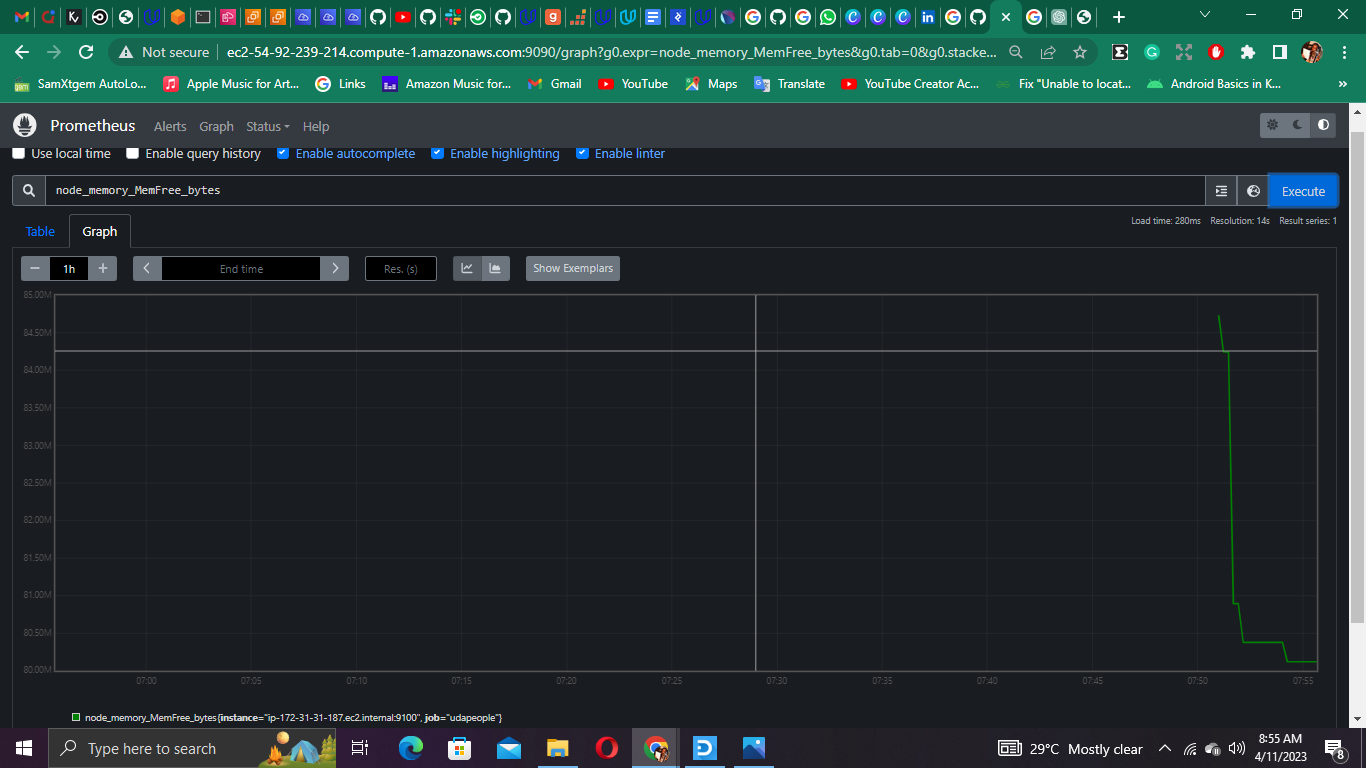 Not secure ec2-54-92-239-214.compute-1.amazonaws.com:9090/graph?g0.expr=node_memory_MemFree_bytes&g0.tab=0&g0.stacke...
SamXtgem AutoLo... Apple Music for Art... Links Amazon Music for... Gmail YouTube Maps Translate YouTube Creator Ac... Fix "Unable to locat... Android Basics in K... »
Prometheus Alerts Graph Status Help
Use local time Enable query history Enable autocomplete Enable highlighting Enable linter
node_memory_MemFree_bytes Execute
Load time: 280ms Resolution: 14s Result series: 1
Table Graph
− 1h + End time Res. (s) Show Exemplars
85.00M
84.50M
84.00M
83.50M
83.00M
82.50M
82.00M
81.50M
81.00M
80.50M
80.00M
07:00 07:05 07:10 07:15 07:20 07:25 07:30 07:35 07:40 07:45 07:50 07:55
node_memory_MemFree_bytes{instance="ip-172-31-31-187.ec2.internal:9100", job="udapeople"}
Type here to search 29°C Mostly clear 8:55 AM
4/11/2023 8